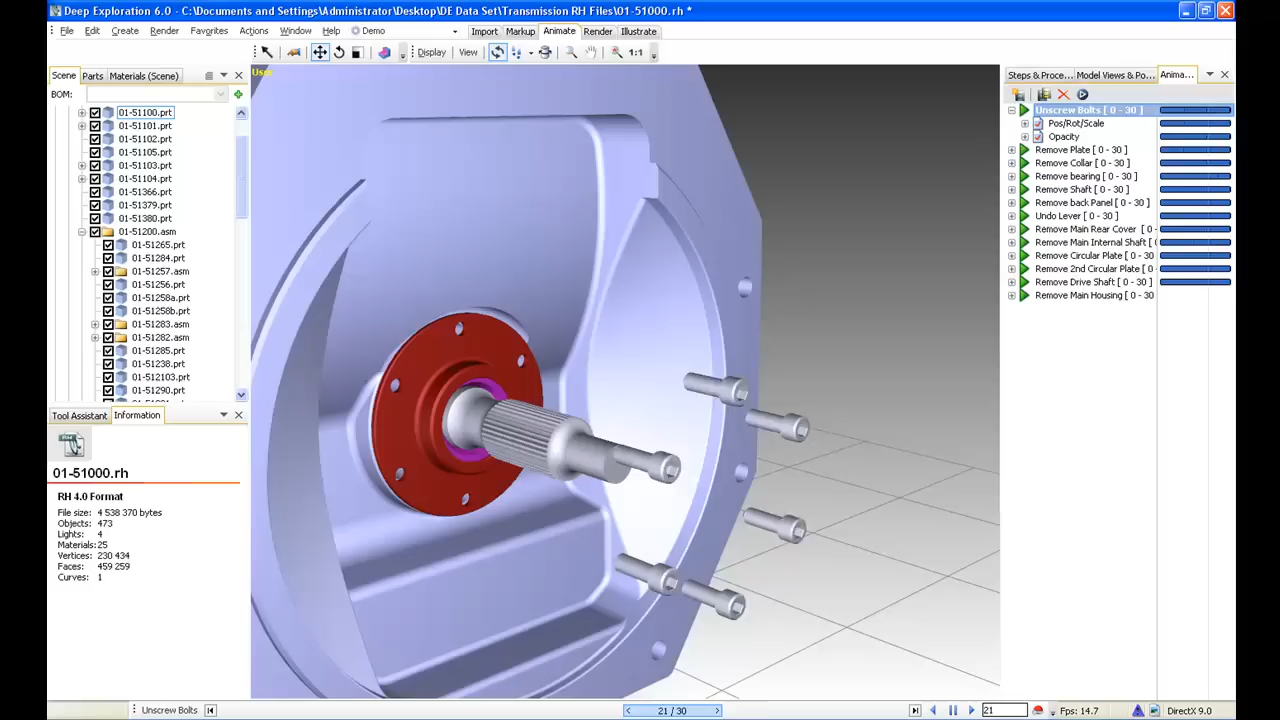 Deep Exploration 6.0 - C:\Documents and Settings\Administrator\Desktop\DE Data Set\Transmission RH Files\01-51000.rh *
File Edit Create Render Favorites Actions Window Help Demo Import Markup Animate Render Illustrate
Display View 1:1
Scene Parts Materials (Scene)
BOM:
01-51100.prt
01-51101.prt
01-51102.prt
01-51105.prt
01-51103.prt
01-51104.prt
01-51366.prt
01-51379.prt
01-51380.prt
01-51200.asm
01-51265.prt
01-51284.prt
01-51257.asm
01-51256.prt
01-51258a.prt
01-51258b.prt
01-51283.asm
01-51282.asm
01-51285.prt
01-51238.prt
01-512103.prt
01-51290.prt
Tool Assistant Information
01-51000.rh
RH 4.0 Format
File size: 4 538 370 bytes
Objects: 473
Lights: 4
Materials: 25
Vertices: 230 434
Faces: 459 259
Curves: 1
Steps & Proce... Model Views & Po... Anima...
Unscrew Bolts [ 0 - 30 ]
Pos/Rot/Scale
Opacity
Remove Plate [ 0 - 30 ]
Remove Collar [ 0 - 30 ]
Remove bearing [ 0 - 30 ]
Remove Shaft [ 0 - 30 ]
Remove back Panel [ 0 - 30 ]
Undo Lever [ 0 - 30 ]
Remove Main Rear Cover [ 0 -
Remove Main Internal Shaft [
Remove Circular Plate [ 0 - 30
Remove 2nd Circular Plate [ 0 -
Remove Drive Shaft [ 0 - 30 ]
Remove Main Housing [ 0 - 30
Unscrew Bolts 21 / 30 21 Fps: 14.7 DirectX 9.0